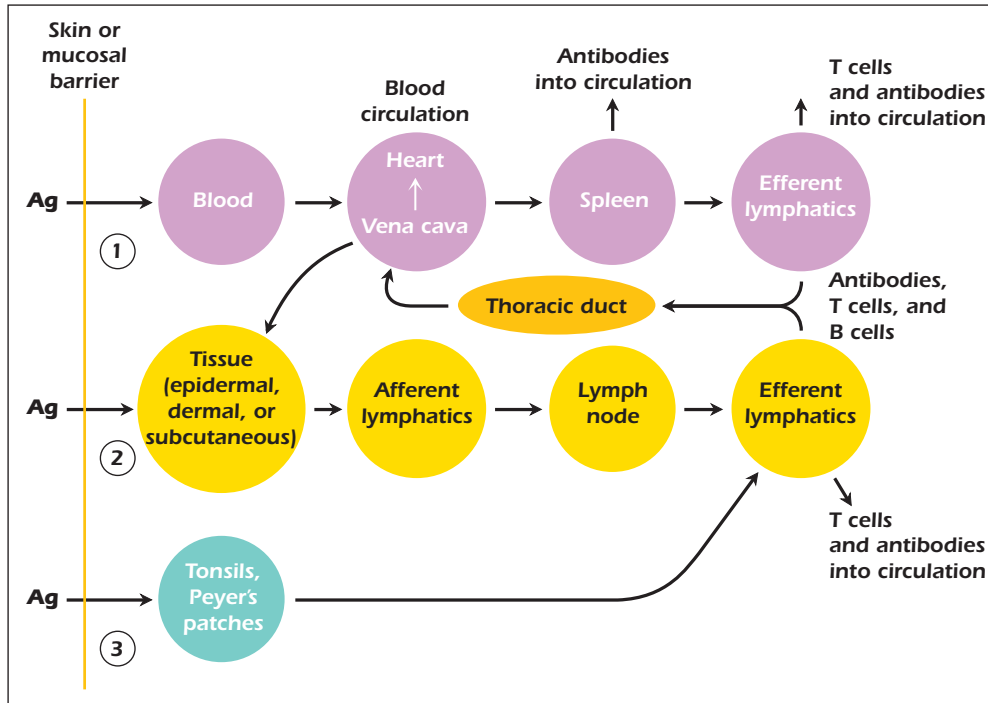 Skin or
mucosal
barrier
Blood
circulation
Antibodies
into circulation
T cells
and antibodies
into circulation
Ag
Blood
Heart
Vena cava
Spleen
Efferent
lymphatics
1
Thoracic duct
Antibodies,
T cells, and
B cells
Ag
Tissue
(epidermal,
dermal, or
subcutaneous)
Afferent
lymphatics
Lymph
node
Efferent
lymphatics
2
T cells
and antibodies
into circulation
Ag
Tonsils,
Peyer's
patches
3